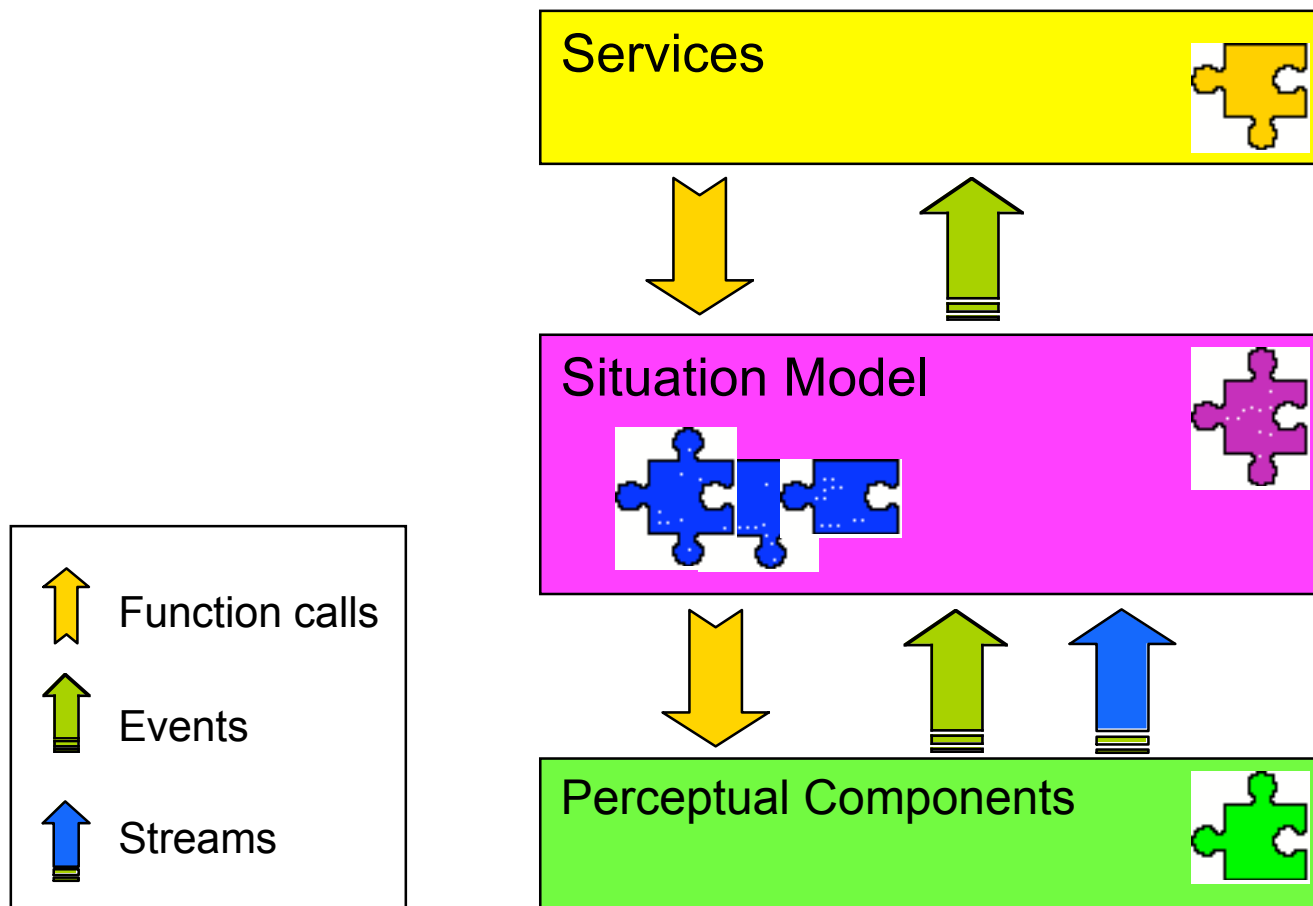 Services
Situation Model
Function calls
Events
Streams
Perceptual Components